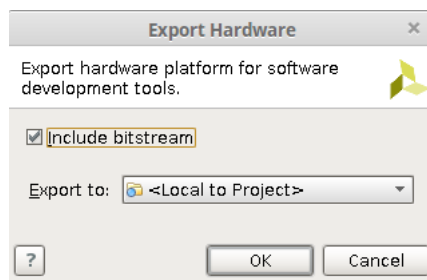 Export Hardware
Export hardware platform for software
development tools.
Include bitstream
Export to: <Local to Project>
? OK Cancel